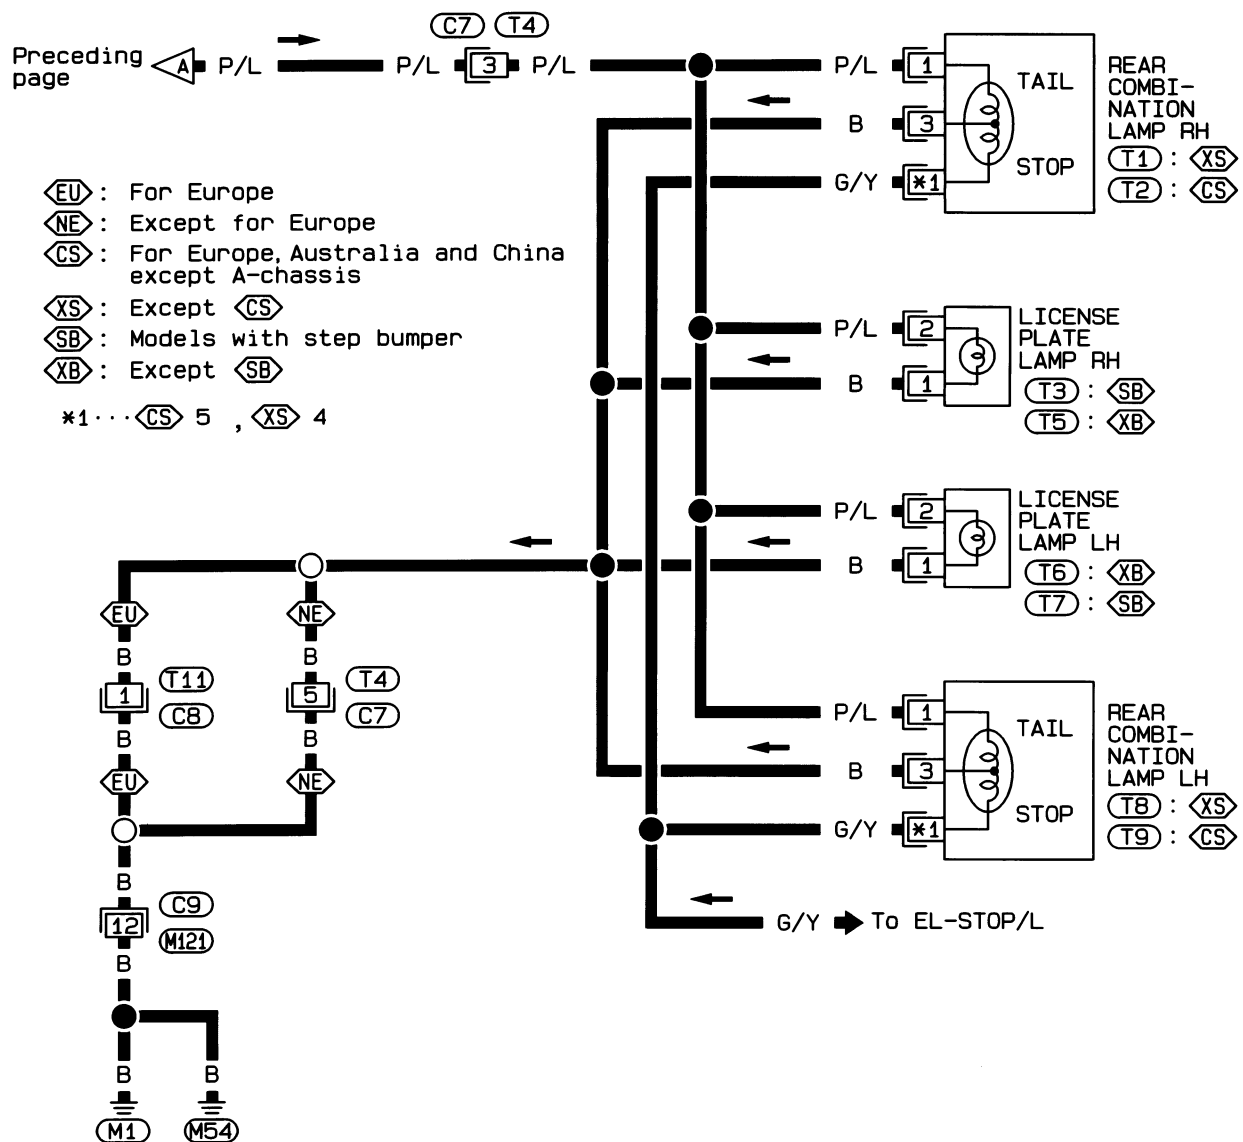 C7 T4
Preceding
page
A P/L P/L 3 P/L P/L 1
B 3
G/Y *1
TAIL
STOP
REAR
COMBI-
NATION
LAMP RH
T1 : XS
T2 : CS
EU : For Europe
NE : Except for Europe
CS : For Europe, Australia and China
except A-chassis
XS : Except CS
SB : Models with step bumper
XB : Except SB
*1··· CS 5 , XS 4
P/L 2
B 1
LICENSE
PLATE
LAMP RH
T3 : SB
T5 : XB
P/L 2
B 1
LICENSE
PLATE
LAMP LH
T6 : XB
T7 : SB
EU NE
B B
1 T11 C8
5 T4 C7
B B
EU NE
P/L 1
B 3
G/Y *1
TAIL
STOP
REAR
COMBI-
NATION
LAMP LH
T8 : XS
T9 : CS
G/Y To EL-STOP/L
B
12 C9 M121
B
B B
M1 M54